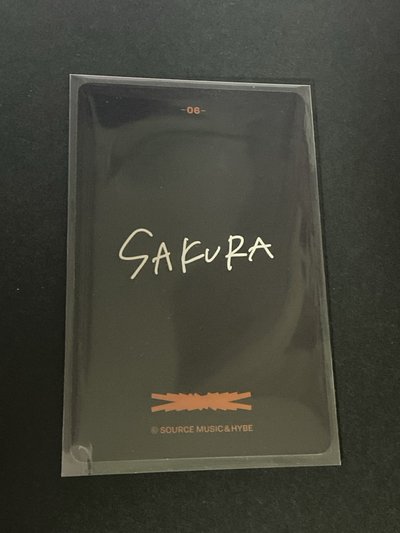 -06-
SAKURA
© SOURCE MUSIC & HYBE